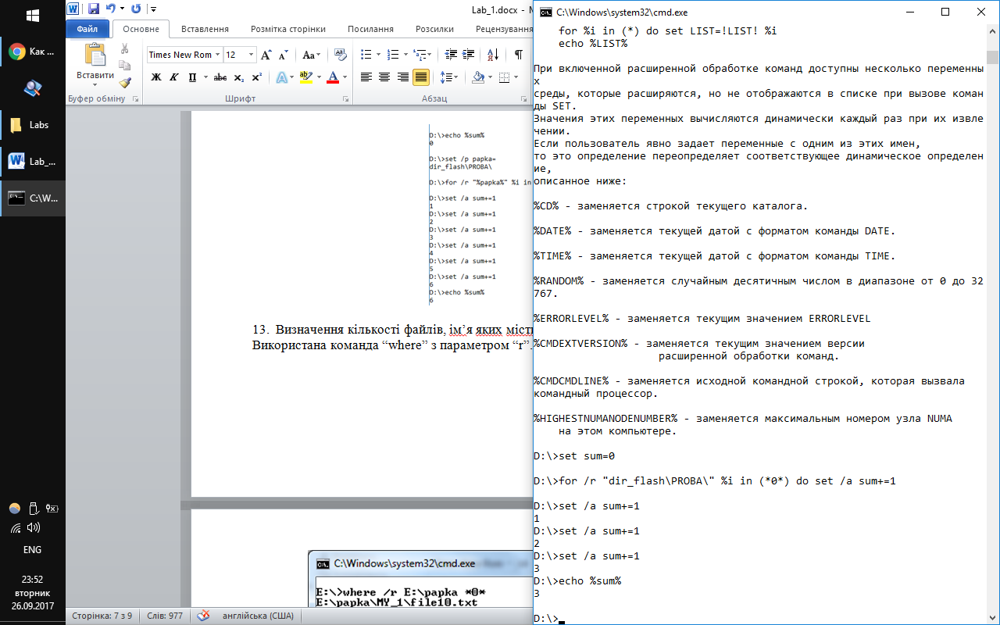 Как ...
Labs
Lab_...
C:\W...
ENG
23:52
вторник
26.09.2017
Lab_1.docx - M
Файл
Основне
Вставлення
Розмітка сторінки
Посилання
Розсилки
Рецензування
Вставити
Times New Rom
12
Буфер обміну
Шрифт
Абзац
D:\>echo %sum%
0
D:\>set /p papka=
dir_flash\PROBA\
D:\>for /r "%papka%" %i in
D:\>set /a sum+=1
1
D:\>set /a sum+=1
2
D:\>set /a sum+=1
3
D:\>set /a sum+=1
4
D:\>set /a sum+=1
5
D:\>set /a sum+=1
6
D:\>echo %sum%
6
13. Визначення кількості файлів, ім’я яких місти
Використана команда “where” з параметром “r”.
C:\Windows\system32\cmd.exe
E:\>where /r E:\papka *0*
E:\papka\MY_1\file10.txt
Сторінка: 7 з 9
Слів: 977
англійська (США)
C:\Windows\system32\cmd.exe
for %i in (*) do set LIST=!LIST! %i
echo %LIST%
При включенной расширенной обработке команд доступны несколько переменны
х
среды, которые расширяются, но не отображаются в списке при вызове коман
ды SET.
Значения этих переменных вычисляются динамически каждый раз при их извле
чении.
Если пользователь явно задает переменные с одним из этих имен,
то это определение переопределяет соответствующее динамическое определен
ие,
описанное ниже:
%CD% - заменяется строкой текущего каталога.
%DATE% - заменяется текущей датой с форматом команды DATE.
%TIME% - заменяется текущей датой с форматом команды TIME.
%RANDOM% - заменяется случайным десятичным числом в диапазоне от 0 до 32
767.
%ERRORLEVEL% - заменяется текущим значением ERRORLEVEL
%CMDEXTVERSION% - заменяется текущим значением версии
расширенной обработки команд.
%CMDCMDLINE% - заменяется исходной командной строкой, которая вызвала
командный процессор.
%HIGHESTNUMANODENUMBER% - заменяется максимальным номером узла NUMA
на этом компьютере.
D:\>set sum=0
D:\>for /r "dir_flash\PROBA\" %i in (*0*) do set /a sum+=1
D:\>set /a sum+=1
1
D:\>set /a sum+=1
2
D:\>set /a sum+=1
3
D:\>echo %sum%
3
D:\>